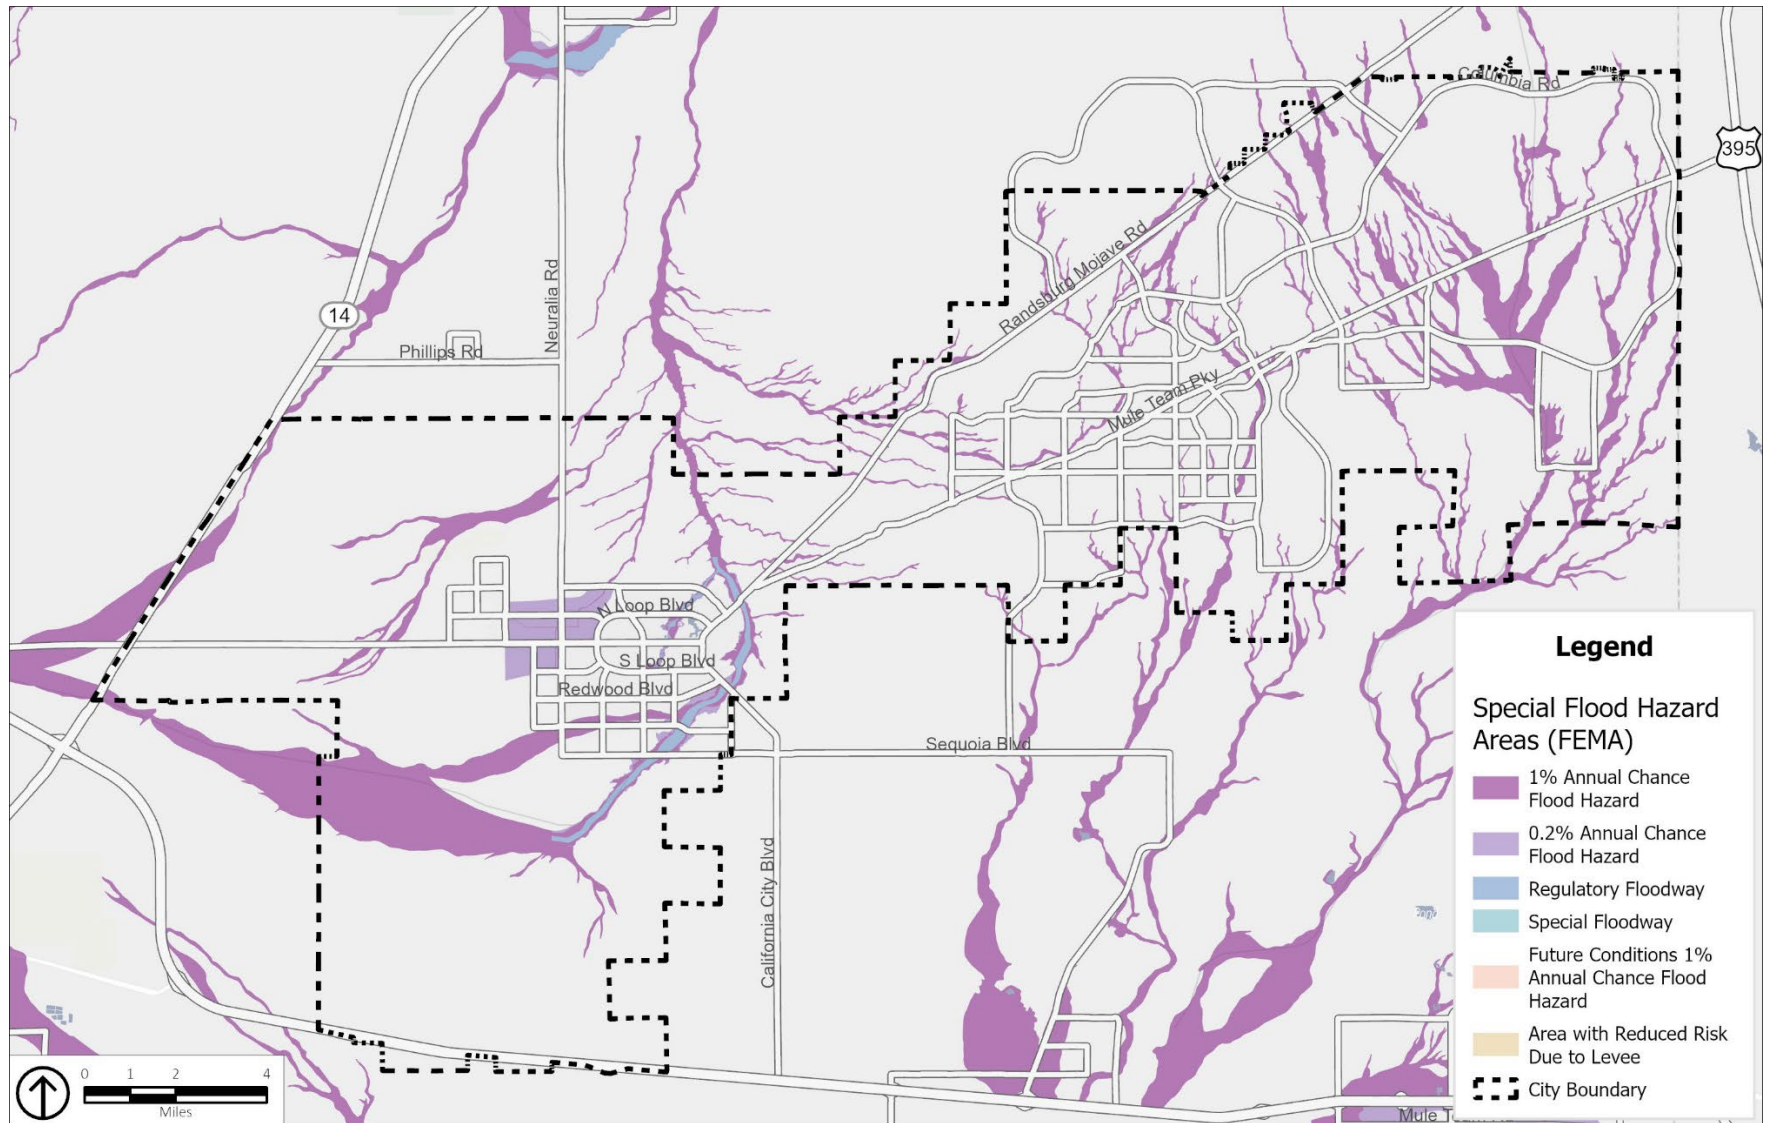 Columbia Rd
395
Randsburg Mojave Rd
Neuralia Rd
14
Phillips Rd
Mule Team Pky
N Loop Blvd
S Loop Blvd
Redwood Blvd
Sequoia Blvd
California City Blvd
Legend
Special Flood Hazard
Areas (FEMA)
1% Annual Chance
Flood Hazard
0.2% Annual Chance
Flood Hazard
Regulatory Floodway
Special Floodway
Future Conditions 1%
Annual Chance Flood
Hazard
Area with Reduced Risk
Due to Levee
City Boundary
0 1 2 4
Miles
Mule